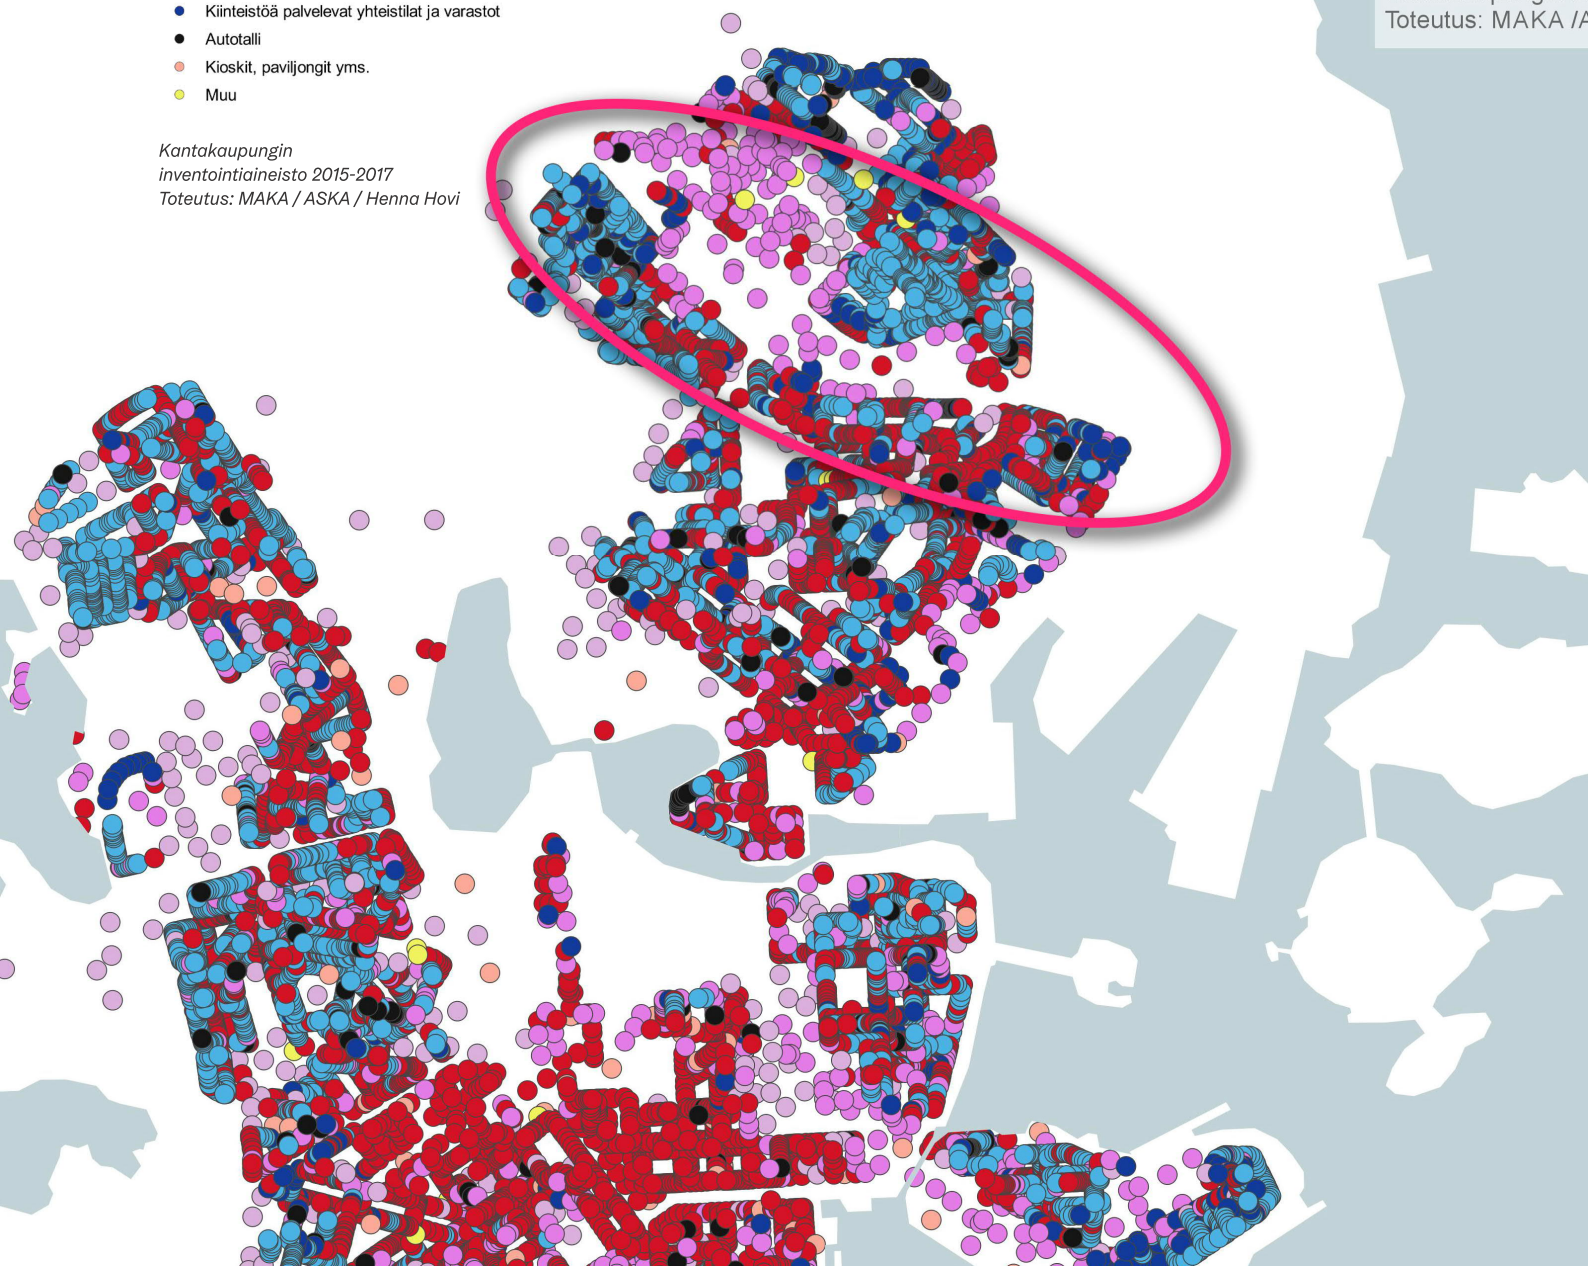 Kiinteistöä palvelevat yhteistilat ja varastot
Autotalli
Kioskit, paviljongit yms.
Muu
Kantakaupungin
inventointiaineisto 2015-2017
Toteutus: MAKA / ASKA / Henna Hovi
Toteutus: MAKA /A